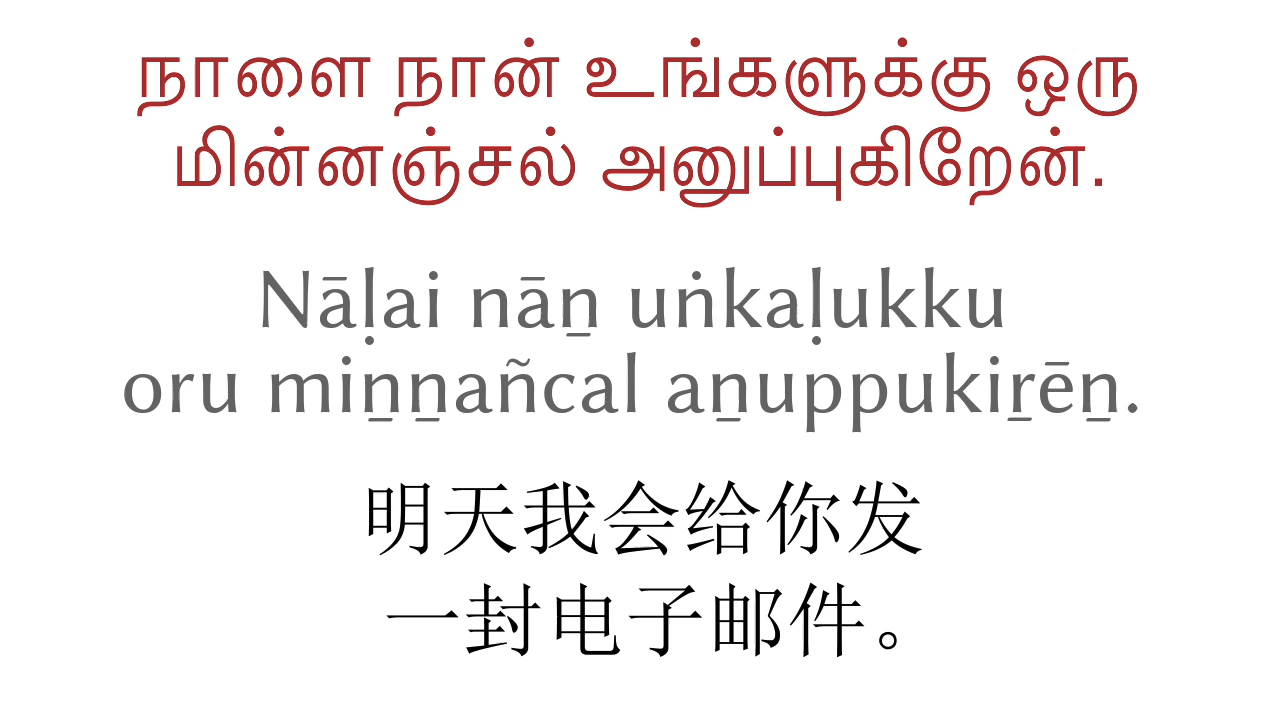 நாளை நான் உங்களுக்கு ஒரு
மின்னஞ்சல் அனுப்புகிறேன்.
Nāḷai nāṉ uṅkaḷukku
oru miṉṉañcal aṉuppukiṟēṉ.
明天我会给你发
一封电子邮件。